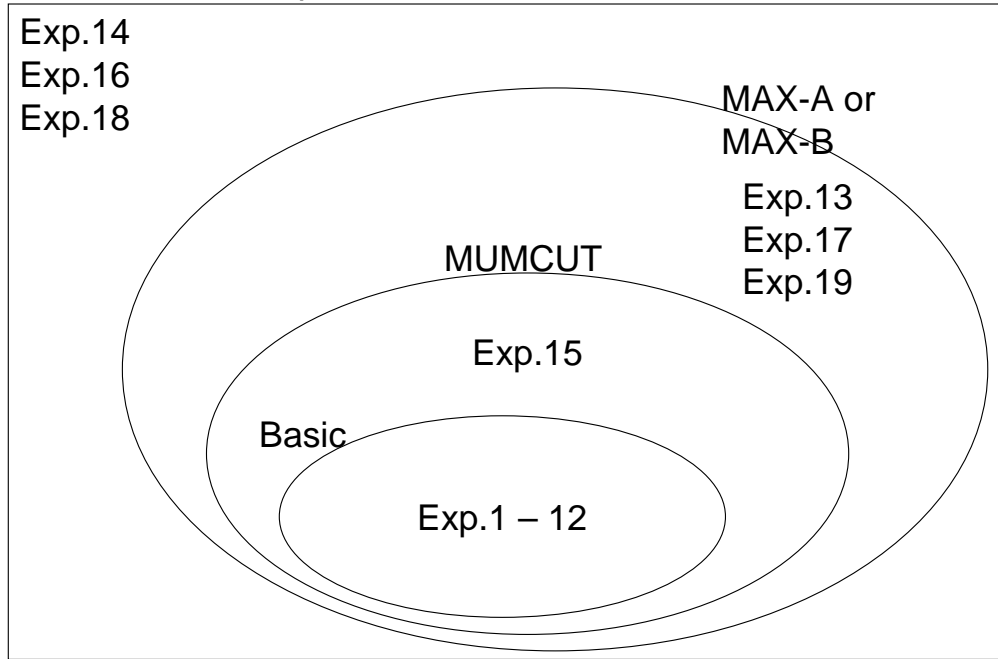 Exp.14
Exp.16
Exp.18
MAX-A or
MAX-B
Exp.13
Exp.17
Exp.19
MUMCUT
Exp.15
Basic
Exp.1 – 12